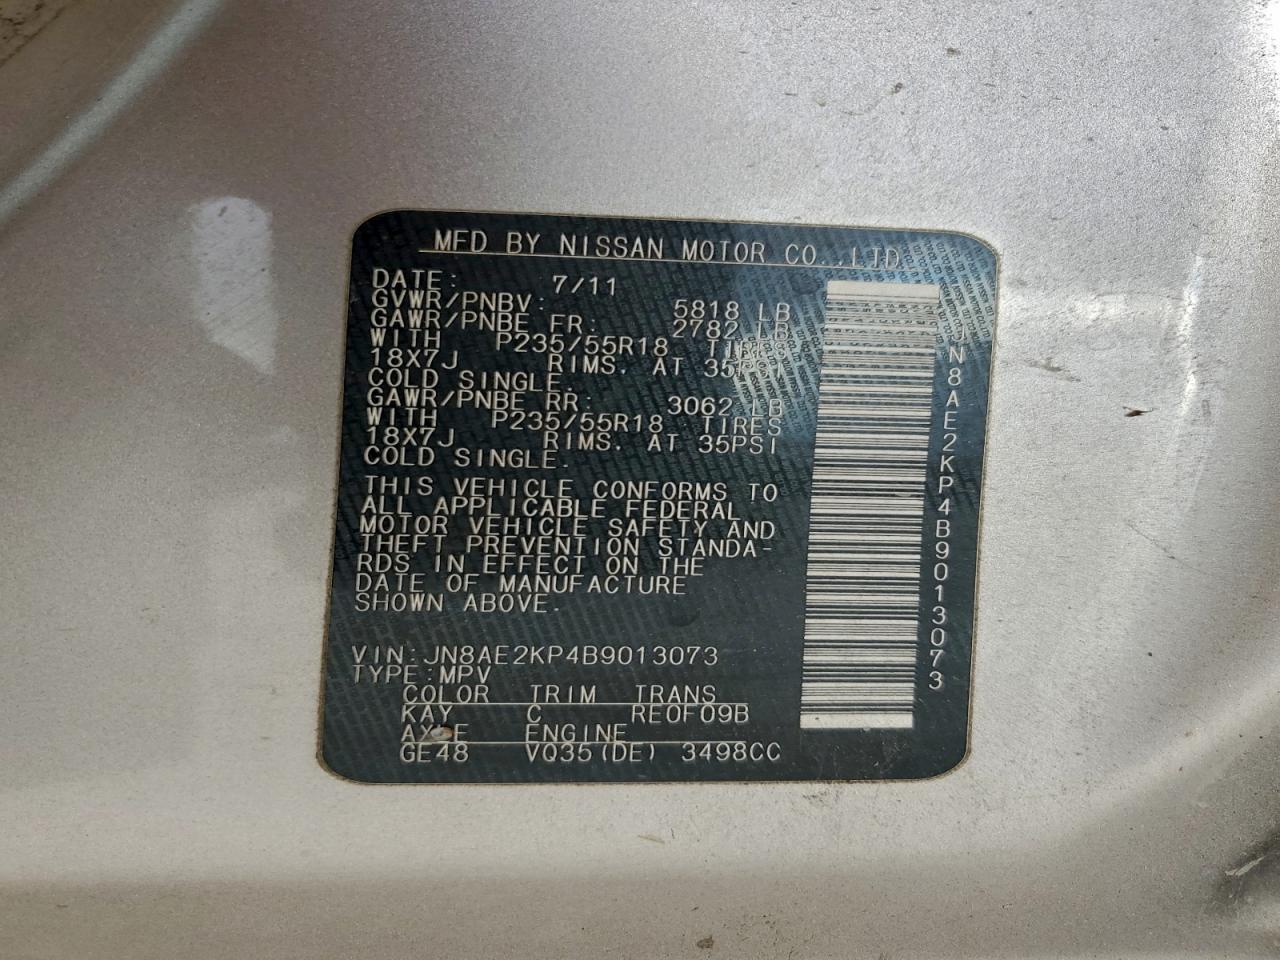 MFD BY NISSAN MOTOR CO.,LTD.
DATE: 7/11
GVWR/PNBV: 5818 LB
GAWR/PNBE FR: 2782 LB
WITH P235/55R18 TIRES
18X7J RIMS. AT 35PSI
COLD SINGLE.
GAWR/PNBE RR: 3062 LB
WITH P235/55R18 TIRES
18X7J RIMS. AT 35PSI
COLD SINGLE.
THIS VEHICLE CONFORMS TO
ALL APPLICABLE FEDERAL
MOTOR VEHICLE SAFETY AND
THEFT PREVENTION STANDA-
RDS IN EFFECT ON THE
DATE OF MANUFACTURE
SHOWN ABOVE.
VIN:JN8AE2KP4B9013073
TYPE:MPV
COLOR TRIM TRANS
KAY C RE0F09B
AXLE ENGINE
GE48 VQ35(DE) 3498CC
JN8AE2KP4B9013073